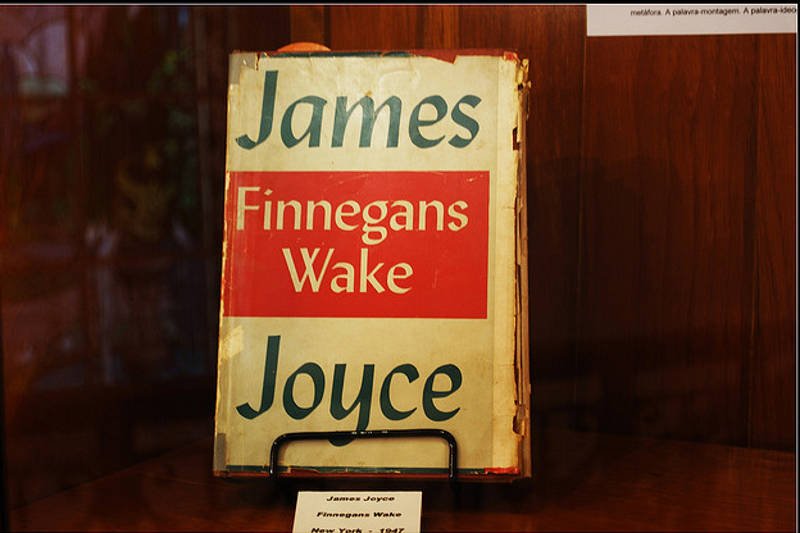 metáfora. A palavra-montagem. A palavra-ideo
James
Finnegans
Wake
Joyce
James Joyce
Finnegans Wake
New York - 1947